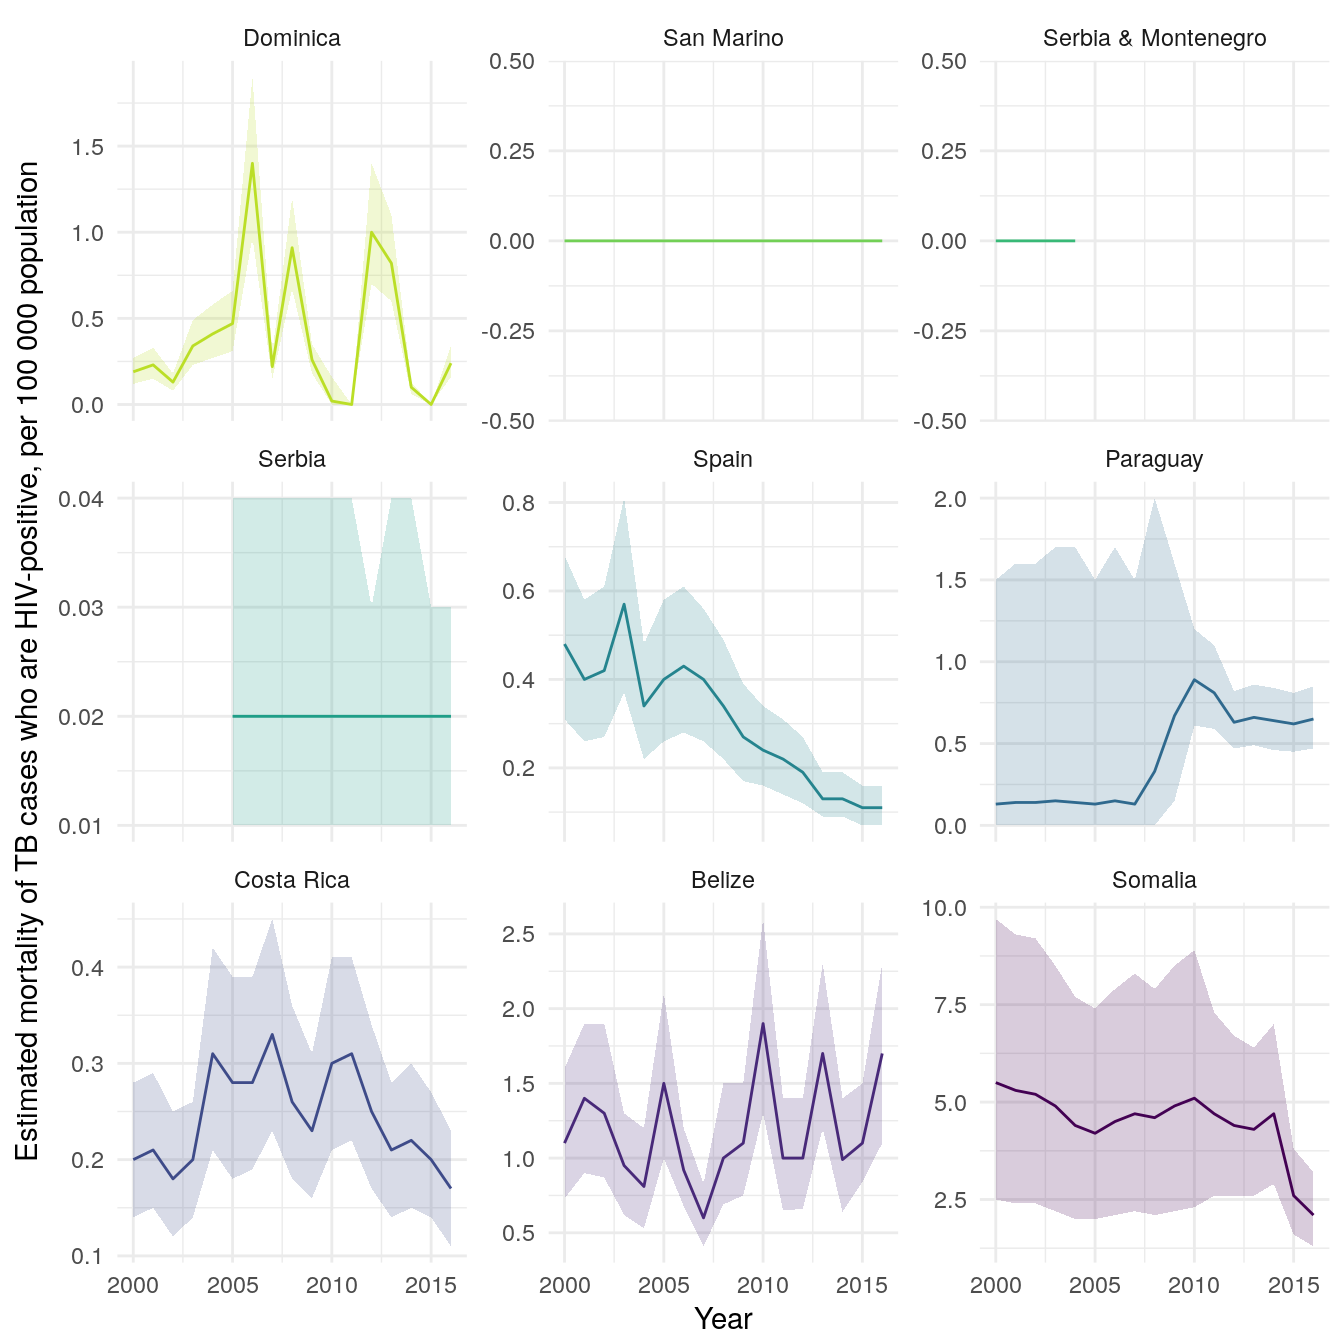 Dominica
San Marino
Serbia & Montenegro
1.5
1.0
0.5
0.0
0.50
0.25
0.00
-0.25
-0.50
0.50
0.25
0.00
-0.25
-0.50
Serbia
Spain
Paraguay
0.04
0.03
0.02
0.01
0.8
0.6
0.4
0.2
2.0
1.5
1.0
0.5
0.0
Costa Rica
Belize
Somalia
0.4
0.3
0.2
0.1
2.5
2.0
1.5
1.0
0.5
10.0
7.5
5.0
2.5
2000 2005 2010 2015
2000 2005 2010 2015
2000 2005 2010 2015
Year
Estimated mortality of TB cases who are HIV-positive, per 100 000 population